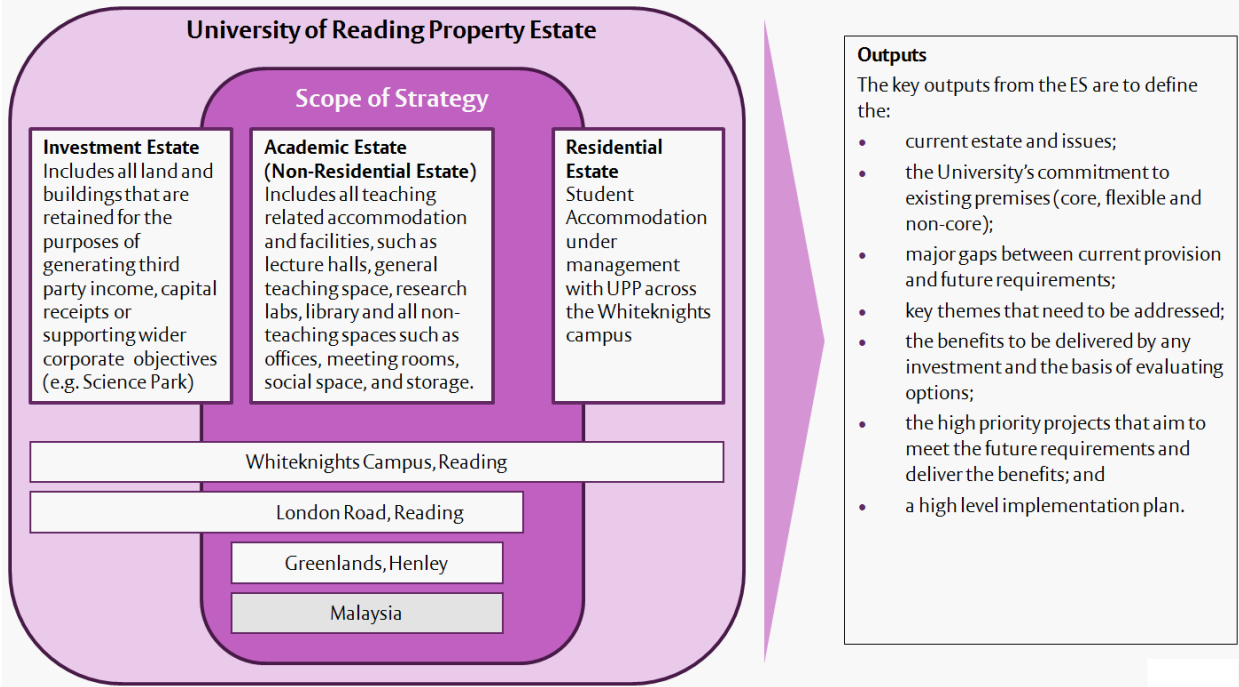 University of Reading Property Estate
Scope of Strategy
Investment Estate
Includes all land and
buildings that are
retained for the
purposes of
generating third
party income, capital
receipts or
supporting wider
corporate objectives
(e.g. Science Park)
Academic Estate
(Non-Residential Estate)
Includes all teaching
related accommodation
and facilities, such as
lecture halls, general
teaching space, research
labs, library and all non-
teaching spaces such as
offices, meeting rooms,
social space, and storage.
Residential
Estate
Student
Accommodation
under
management
with UPP across
the Whiteknights
campus
Whiteknights Campus, Reading
London Road, Reading
Greenlands, Henley
Malaysia
Outputs
The key outputs from the ES are to define
the:
• current estate and issues;
• the University's commitment to
existing premises (core, flexible and
non-core);
• major gaps between current provision
and future requirements;
• key themes that need to be addressed;
• the benefits to be delivered by any
investment and the basis of evaluating
options;
• the high priority projects that aim to
meet the future requirements and
deliver the benefits; and
• a high level implementation plan.